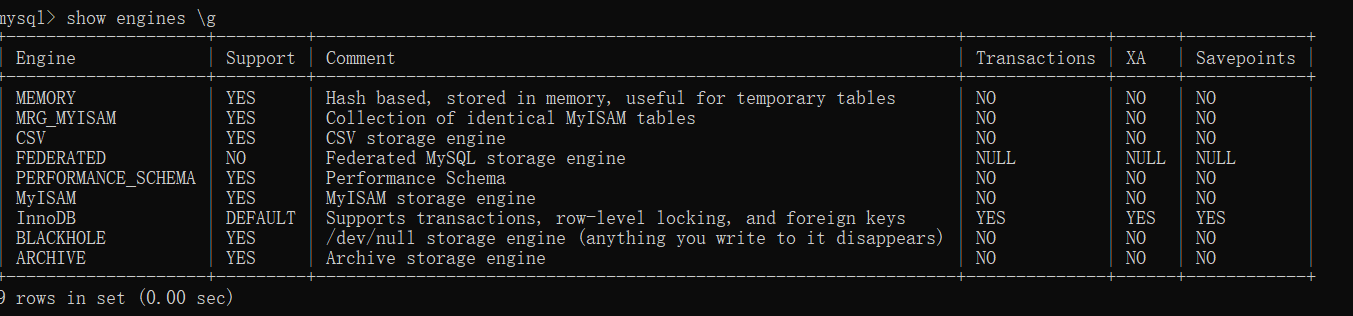 mysql> show engines \g
Engine | Support | Comment | Transactions | XA | Savepoints
MEMORY | YES | Hash based, stored in memory, useful for temporary tables | NO | NO | NO
MRG_MYISAM | YES | Collection of identical MyISAM tables | NO | NO | NO
CSV | YES | CSV storage engine | NO | NO | NO
FEDERATED | NO | Federated MySQL storage engine | NULL | NULL | NULL
PERFORMANCE_SCHEMA | YES | Performance Schema | NO | NO | NO
MyISAM | YES | MyISAM storage engine | NO | NO | NO
InnoDB | DEFAULT | Supports transactions, row-level locking, and foreign keys | YES | YES | YES
BLACKHOLE | YES | /dev/null storage engine (anything you write to it disappears) | NO | NO | NO
ARCHIVE | YES | Archive storage engine | NO | NO | NO
9 rows in set (0.00 sec)